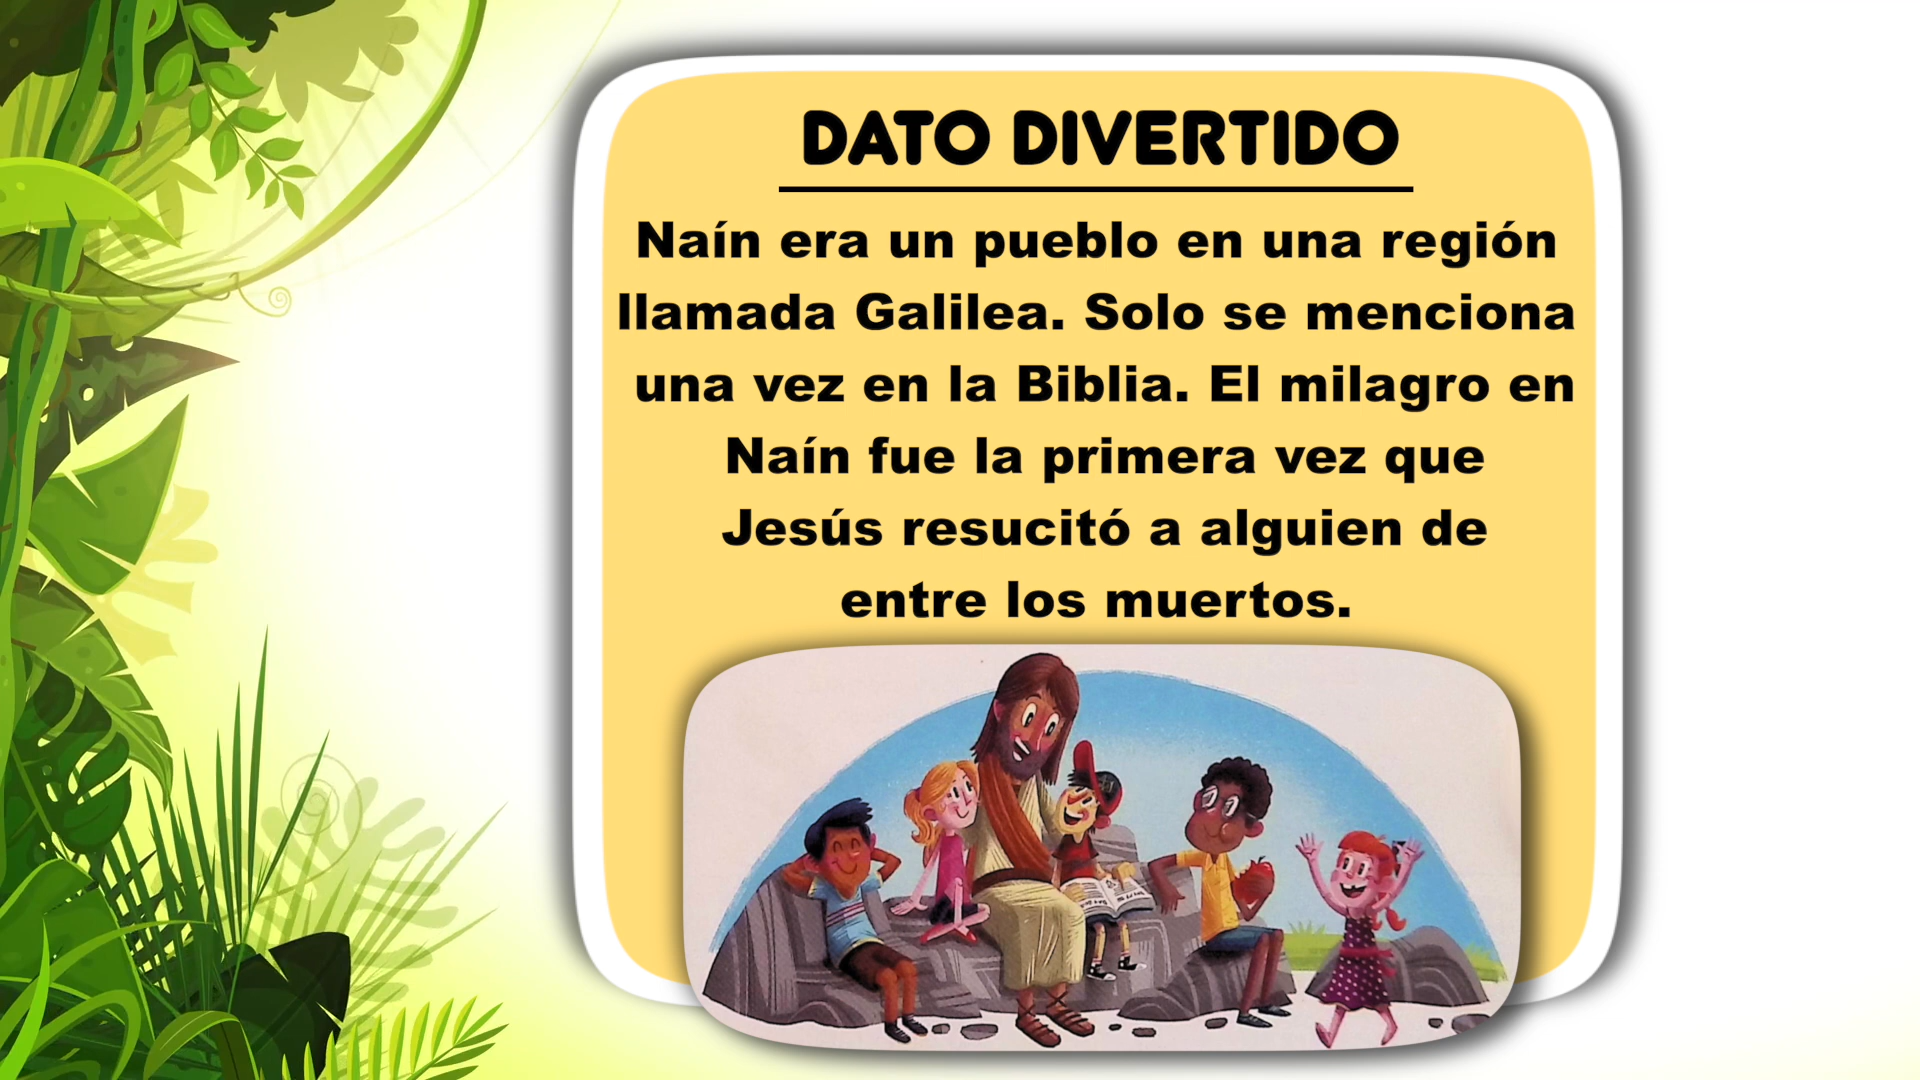 DATO DIVERTIDO
Naín era un pueblo en una región
llamada Galilea. Solo se menciona
una vez en la Biblia. El milagro en
Naín fue la primera vez que
Jesús resucitó a alguien de
entre los muertos.